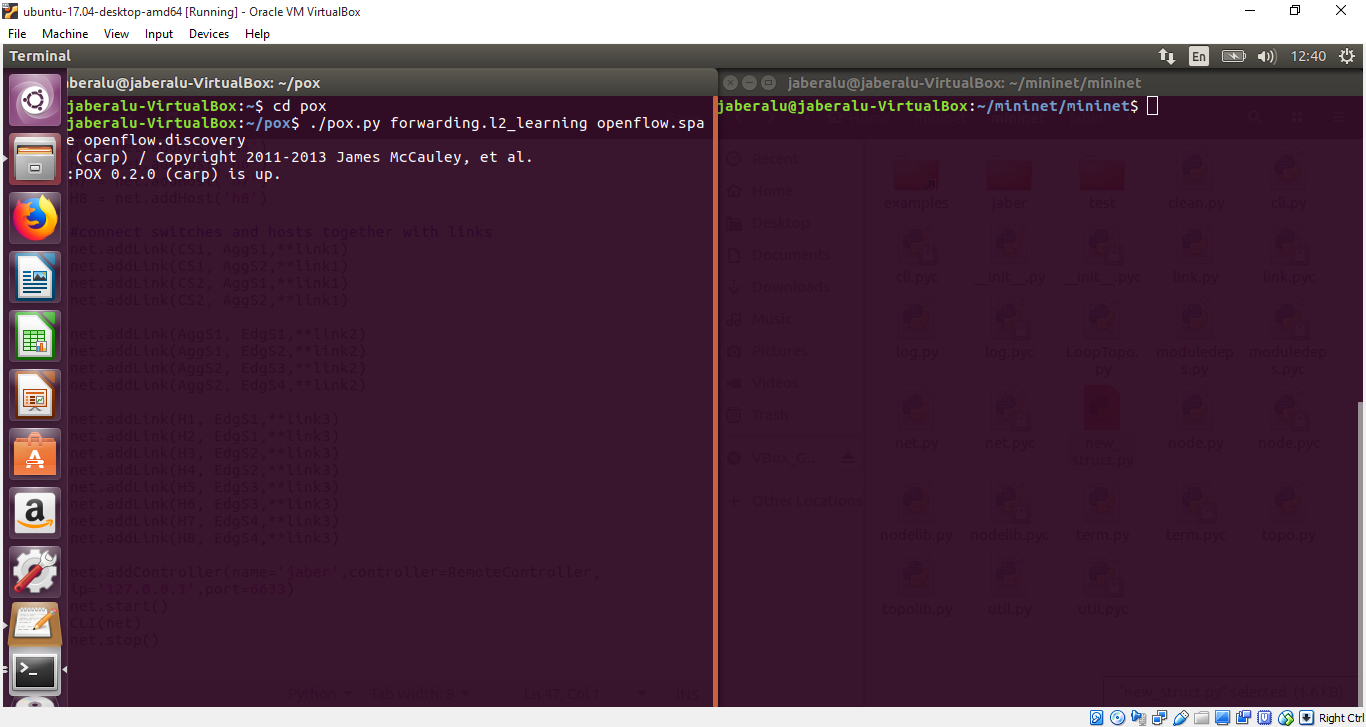 ubuntu-17.04-desktop-amd64 [Running] - Oracle VM VirtualBox
File Machine View Input Devices Help
Terminal
En
12:40
beralu@jaberalu-VirtualBox: ~/pox
jaberalu-VirtualBox:~$ cd pox
jaberalu-VirtualBox:~/pox$ ./pox.py forwarding.l2_learning openflow.spa
e openflow.discovery
(carp) / Copyright 2011-2013 James McCauley, et al.
:POX 0.2.0 (carp) is up.
H8 = net.addHost('h8')
#connect switches and hosts together with links
net.addLink(CS1, AggS1,**link1)
net.addLink(CS1, AggS2,**link1)
net.addLink(CS2, AggS1,**link1)
net.addLink(CS2, AggS2,**link1)
net.addLink(AggS1, EdgS1,**link2)
net.addLink(AggS1, EdgS2,**link2)
net.addLink(AggS2, EdgS3,**link2)
net.addLink(AggS2, EdgS4,**link2)
net.addLink(H1, EdgS1,**link3)
net.addLink(H2, EdgS1,**link3)
net.addLink(H3, EdgS2,**link3)
net.addLink(H4, EdgS2,**link3)
net.addLink(H5, EdgS3,**link3)
net.addLink(H6, EdgS3,**link3)
net.addLink(H7, EdgS4,**link3)
net.addLink(H8, EdgS4,**link3)
net.addController(name='jaber',controller=RemoteController,
ip='127.0.0.1',port=6633)
net.start()
CLI(net)
net.stop()
Python Tab Width: 8 Ln 47, Col 1 INS
jaberalu@jaberalu-VirtualBox: ~/mininet/mininet
jaberalu@jaberalu-VirtualBox:~/mininet/mininet$
Recent
Home
Desktop
Documents
Downloads
Music
Pictures
Videos
Trash
VBox_G...
Other Locations
examples jaber test clean.py cli.py
cli.pyc __init__.py __init__.pyc link.py link.pyc
log.py log.pyc LoopTopo.py moduledeps.py moduledeps.pyc
net.py net.pyc new_struct.py node.py node.pyc
nodelib.py nodelib.pyc term.py term.pyc topo.py
topolib.py util.py util.pyc
"new_struct.py" selected (1.6 KB)
Right Ctrl